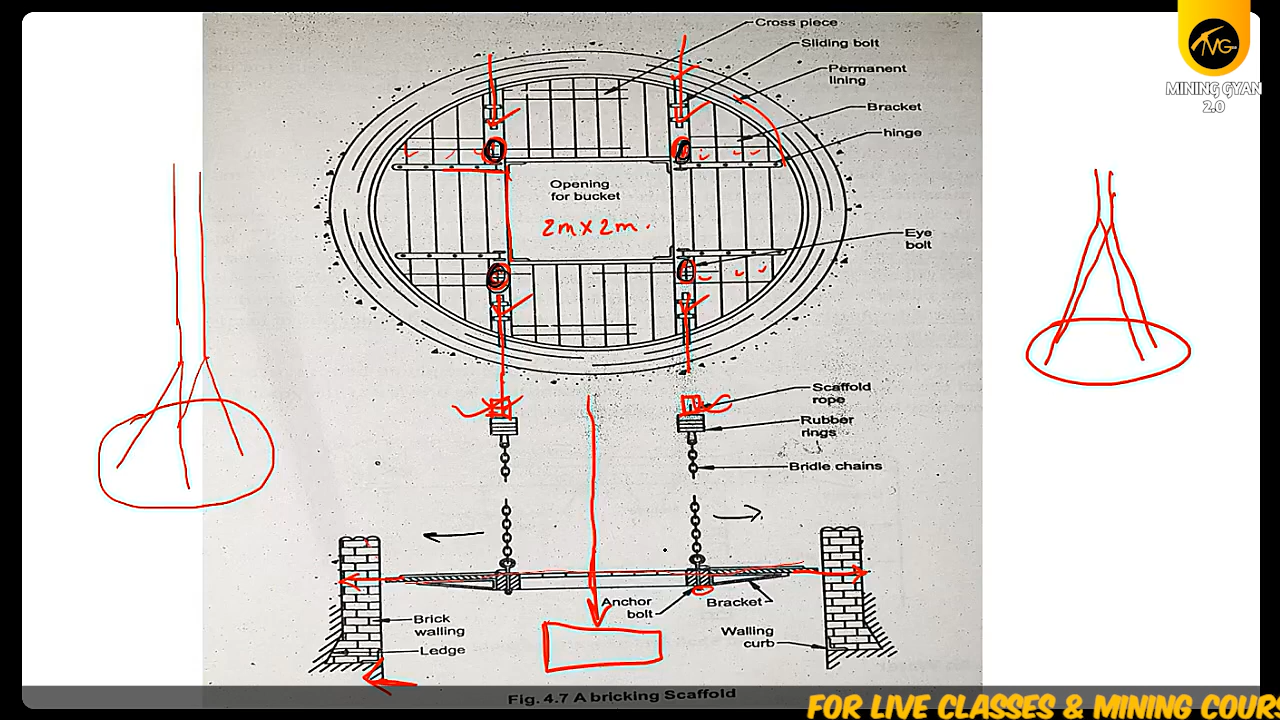 Cross piece
Sliding bolt
Permanent
lining
Bracket
hinge
Opening
for bucket
2m x 2m.
Eye
bolt
Scaffold
rope
Rubber
rings
Bridle chains
Anchor
bolt
Bracket
Brick
walling
Ledge
Walling
curb
Fig. 4.7 A bricking Scaffold
MG
MINING GYAN
2.0
FOR LIVE CLASSES & MINING COURS